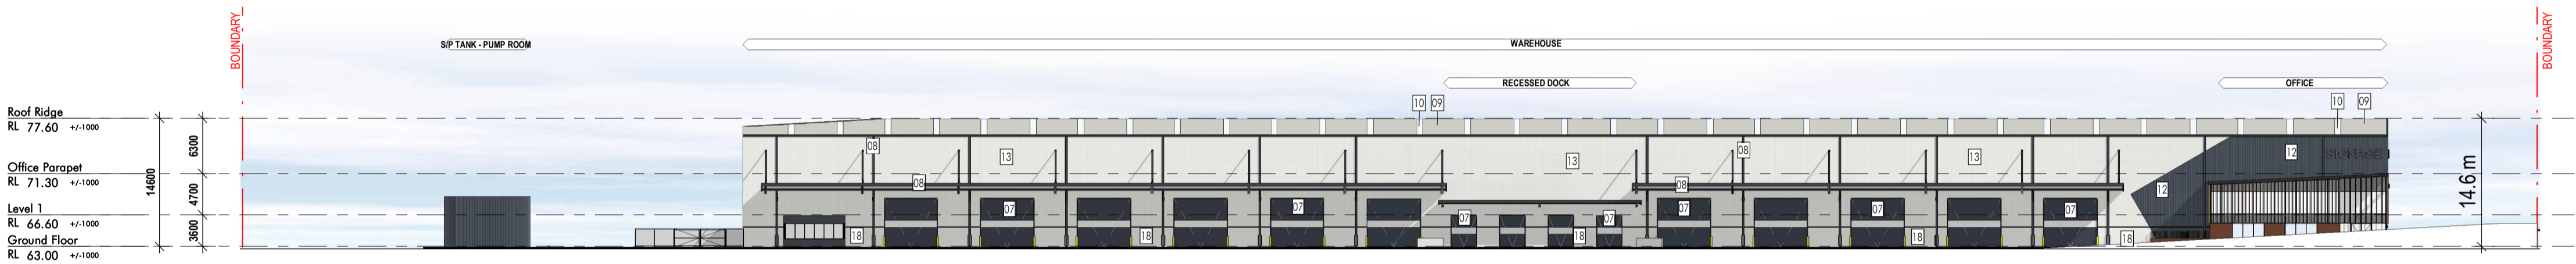 BOUNDARY
BOUNDARY
S/P TANK - PUMP ROOM
WAREHOUSE
RECESSED DOCK
OFFICE
10
09
10
09
Roof Ridge
RL 77.60 +/-1000
6300
08
13
13
08
13
12
SIGNAGE
Office Parapet
RL 71.30 +/-1000
14600
4700
08
08
12
14.6 m
Level 1
RL 66.60 +/-1000
3600
07
07
07
07
07
07
07
Ground Floor
RL 63.00 +/-1000
18
18
18
18
18